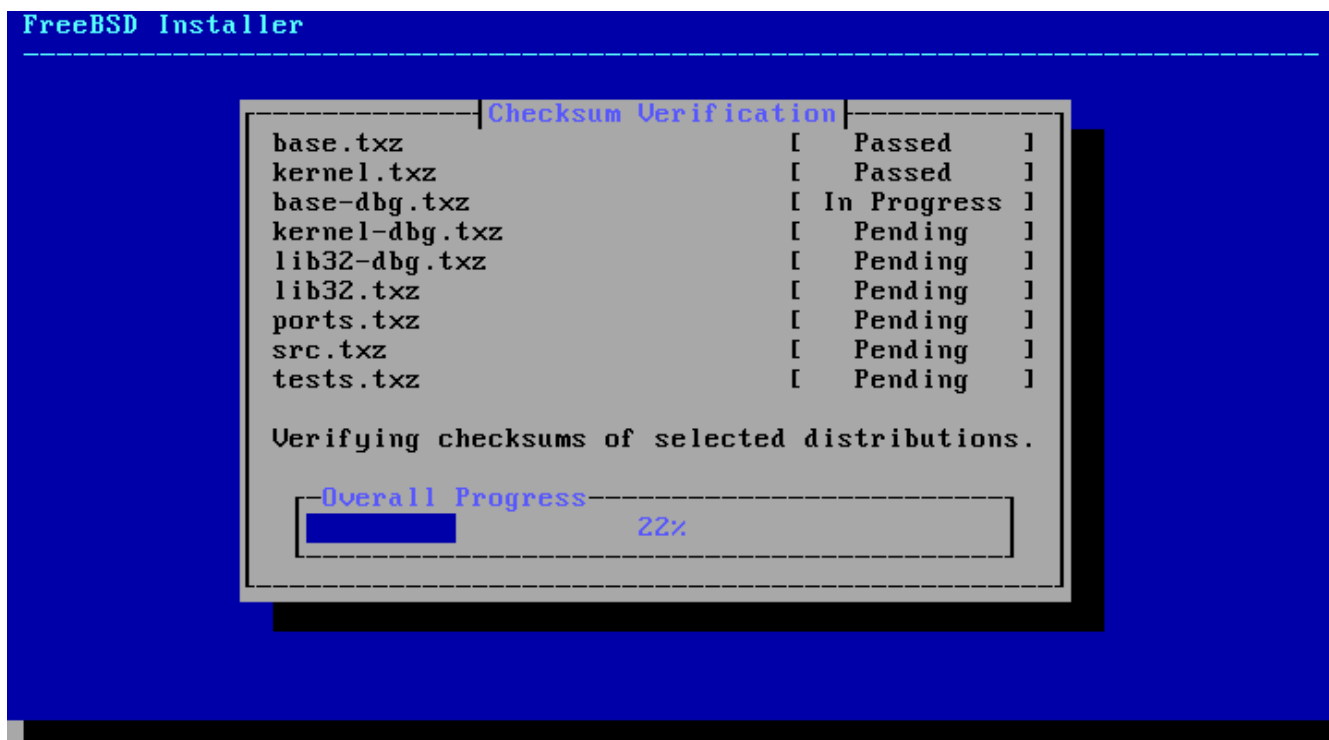 FreeBSD Installer
Checksum Verification
base.txz [ Passed ]
kernel.txz [ Passed ]
base-dbg.txz [ In Progress ]
kernel-dbg.txz [ Pending ]
lib32-dbg.txz [ Pending ]
lib32.txz [ Pending ]
ports.txz [ Pending ]
src.txz [ Pending ]
tests.txz [ Pending ]
Verifying checksums of selected distributions.
Overall Progress
22%